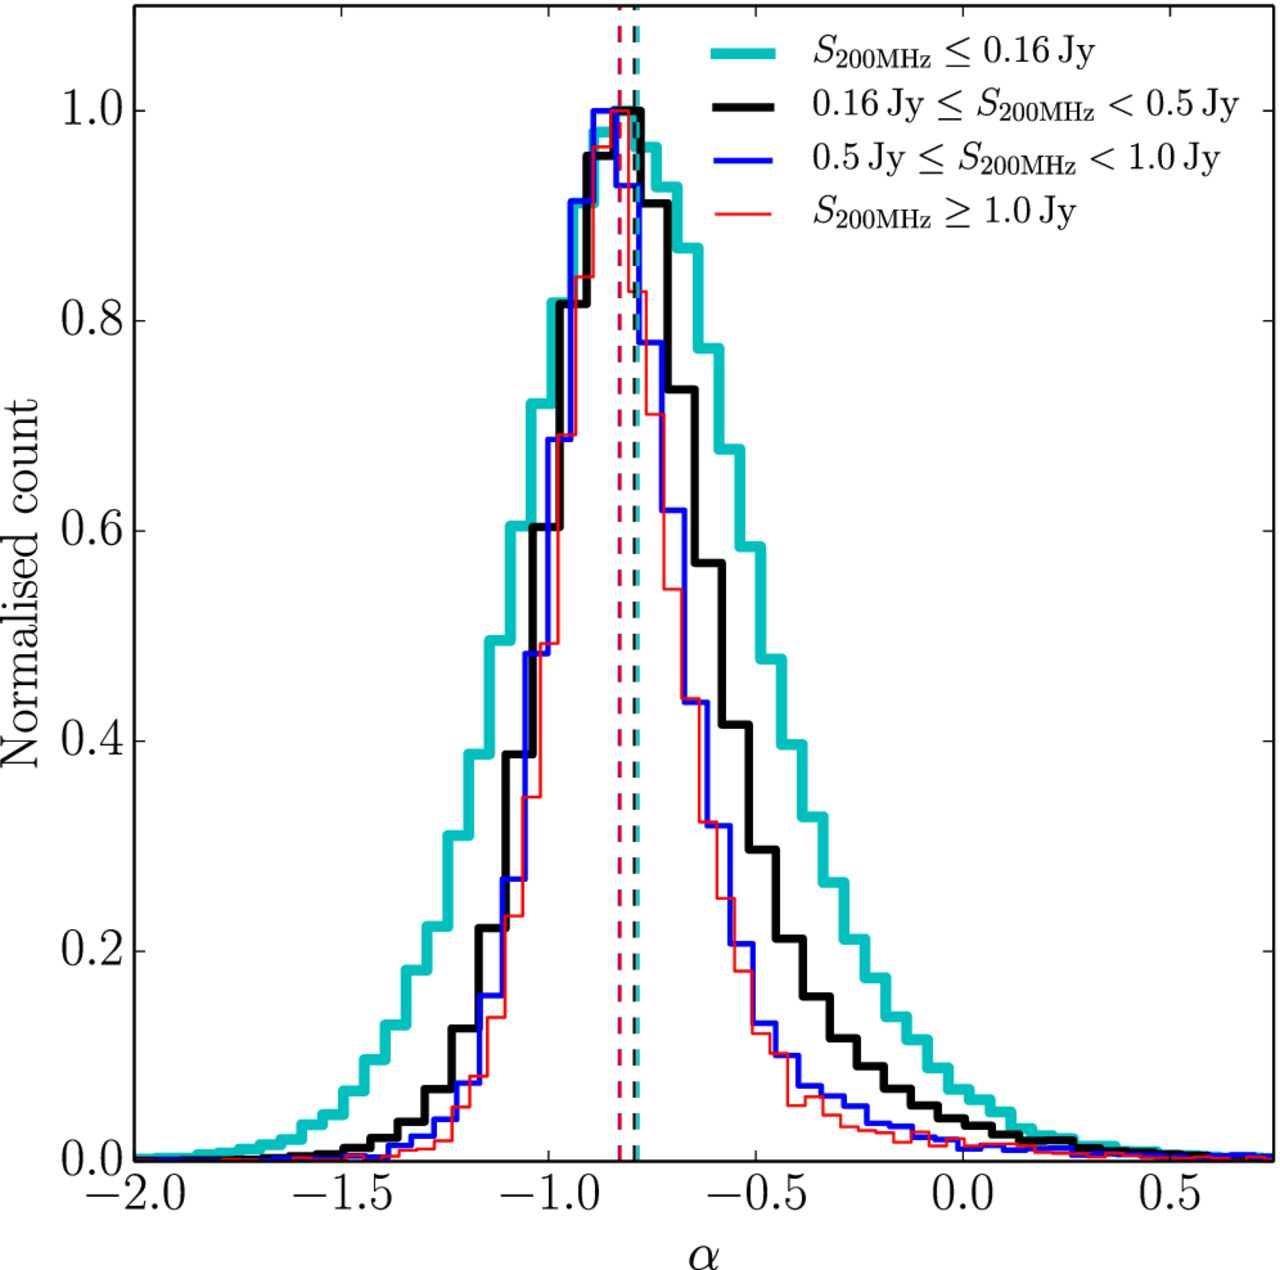 S200MHz ≤ 0.16 Jy
0.16 Jy ≤ S200MHz < 0.5 Jy
0.5 Jy ≤ S200MHz < 1.0 Jy
S200MHz ≥ 1.0 Jy
Normalised count
1.0
0.8
0.6
0.4
0.2
0.0
−2.0 −1.5 −1.0 −0.5 0.0 0.5
α